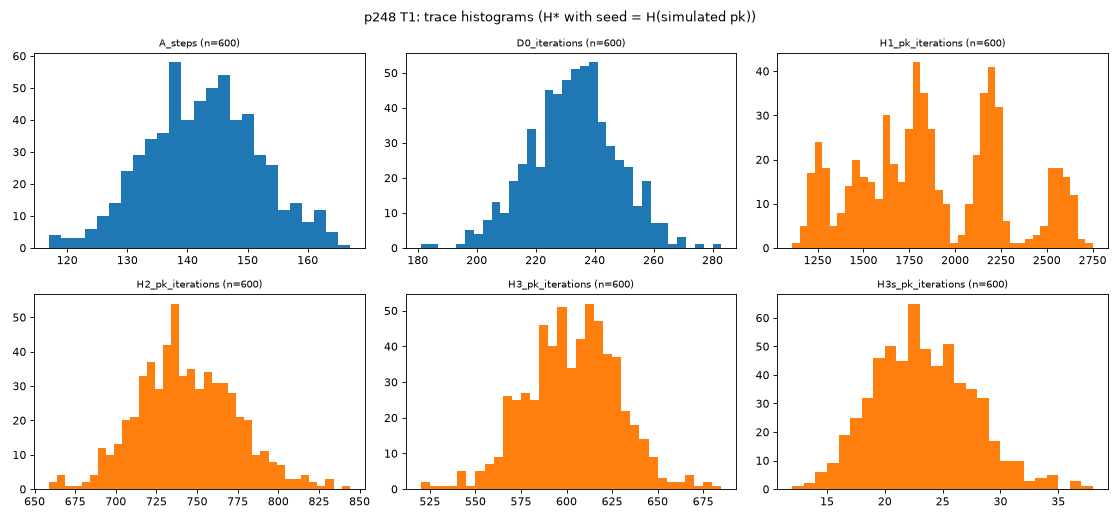 p248 T1: trace histograms (H* with seed = H(simulated pk))
A_steps (n=600)
D0_iterations (n=600)
H1_pk_iterations (n=600)
60
50
40
30
20
10
0
120 130 140 150 160
50
40
30
20
10
0
180 200 220 240 260 280
40
30
20
10
0
1250 1500 1750 2000 2250 2500 2750
H2_pk_iterations (n=600)
H3_pk_iterations (n=600)
H3s_pk_iterations (n=600)
50
40
30
20
10
0
650 675 700 725 750 775 800 825 850
50
40
30
20
10
0
525 550 575 600 625 650 675
60
50
40
30
20
10
0
15 20 25 30 35